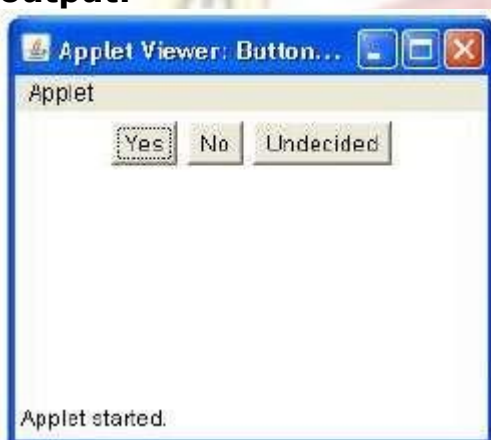 Output:
Applet Viewer: Button...
Applet
Yes No Undecided
Applet started.